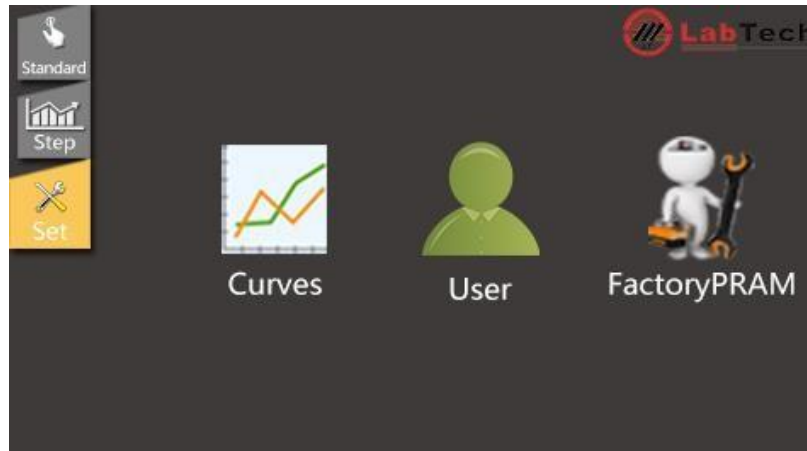 Standard
LabTech
Step
Set
Curves
User
FactoryPRAM